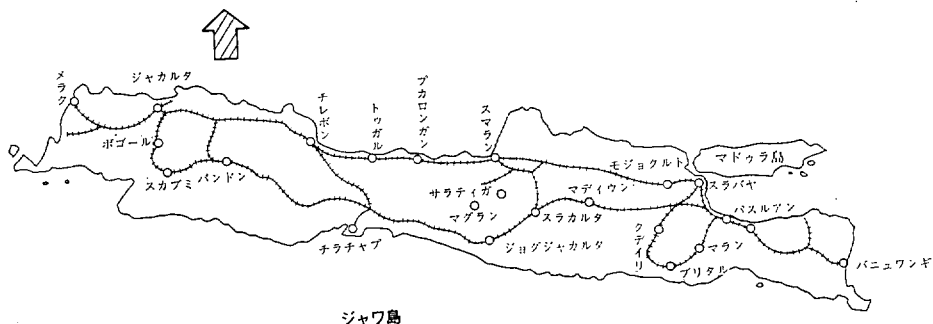 メラク
ジャカルタ
チレボン
トゥガル
プカロンガン
スマラン
ボゴール
スカブミ
バンドン
モジョクルト
マドゥラ島
スラバヤ
サラティガ
マディウン
マグラン
スラカルタ
パスルアン
クディリ
マラン
チラチャプ
ジョグジャカルタ
ブリタル
バニュワンギ
ジャワ島